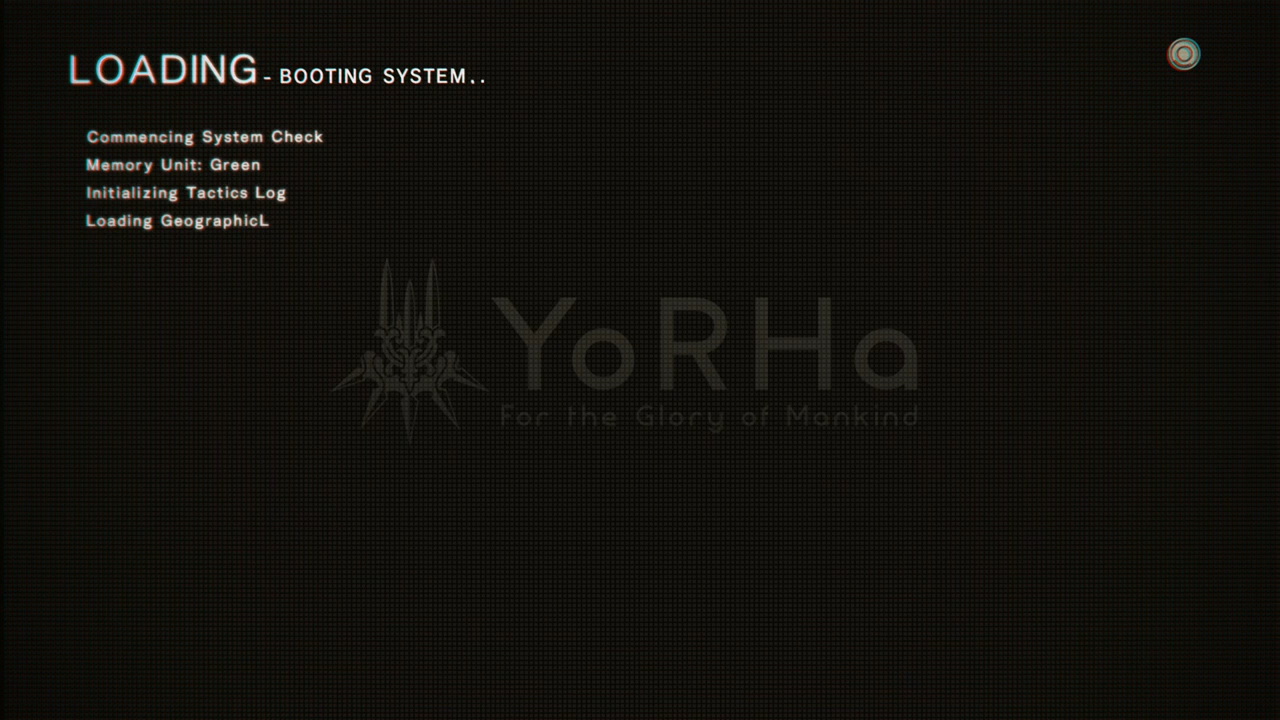 LOADING - BOOTING SYSTEM..
Commencing System Check
Memory Unit: Green
Initializing Tactics Log
Loading GeographicL
YoRHa
For the Glory of Mankind